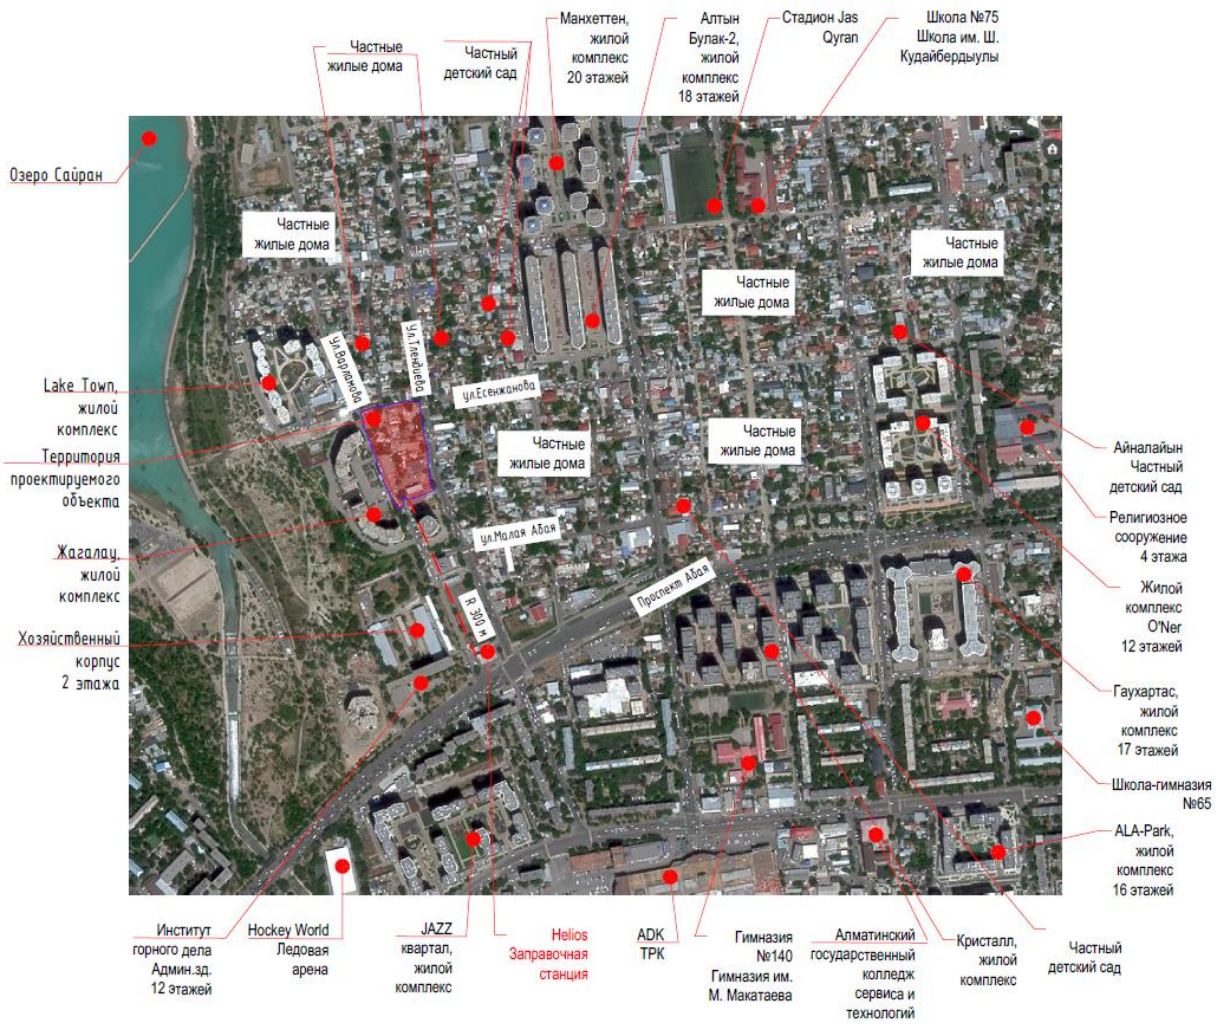 Частные
жилые дома
Частный
детский сад
Манхеттен,
жилой
комплекс
20 этажей
Алтын
Булак-2,
жилой
комплекс
18 этажей
Стадион Jas
Qyran
Школа №75
Школа им. Ш.
Кудайбердыулы
Озеро Сайран
Частные
жилые дома
Частные
жилые дома
Частные
жилые дома
Ул.Варламова
Ул.Тлендиева
ул.Есенжанова
Lake Town,
жилой
комплекс
Территория
проектируемого
объекта
Частные
жилые дома
Частные
жилые дома
Айналайын
Частный
детский сад
Религиозное
сооружение
4 этажа
Жагалау,
жилой
комплекс
ул.Малая Абая
Проспект Абая
R 300 м
Жилой
комплекс
O'Ner
12 этажей
Хозяйственный
корпус
2 этажа
Гаухартас,
жилой
комплекс
17 этажей
Школа-гимназия
№65
ALA-Park,
жилой
комплекс
16 этажей
Институт
горного дела
Админ.зд.
12 этажей
Hockey World
Ледовая
арена
JAZZ
квартал,
жилой
комплекс
Helios
Заправочная
станция
ADK
ТРК
Гимназия
№140
Гимназия им.
М. Макатаева
Алматинский
государственный
колледж
сервиса и
технологий
Кристалл,
жилой
комплекс
Частный
детский сад